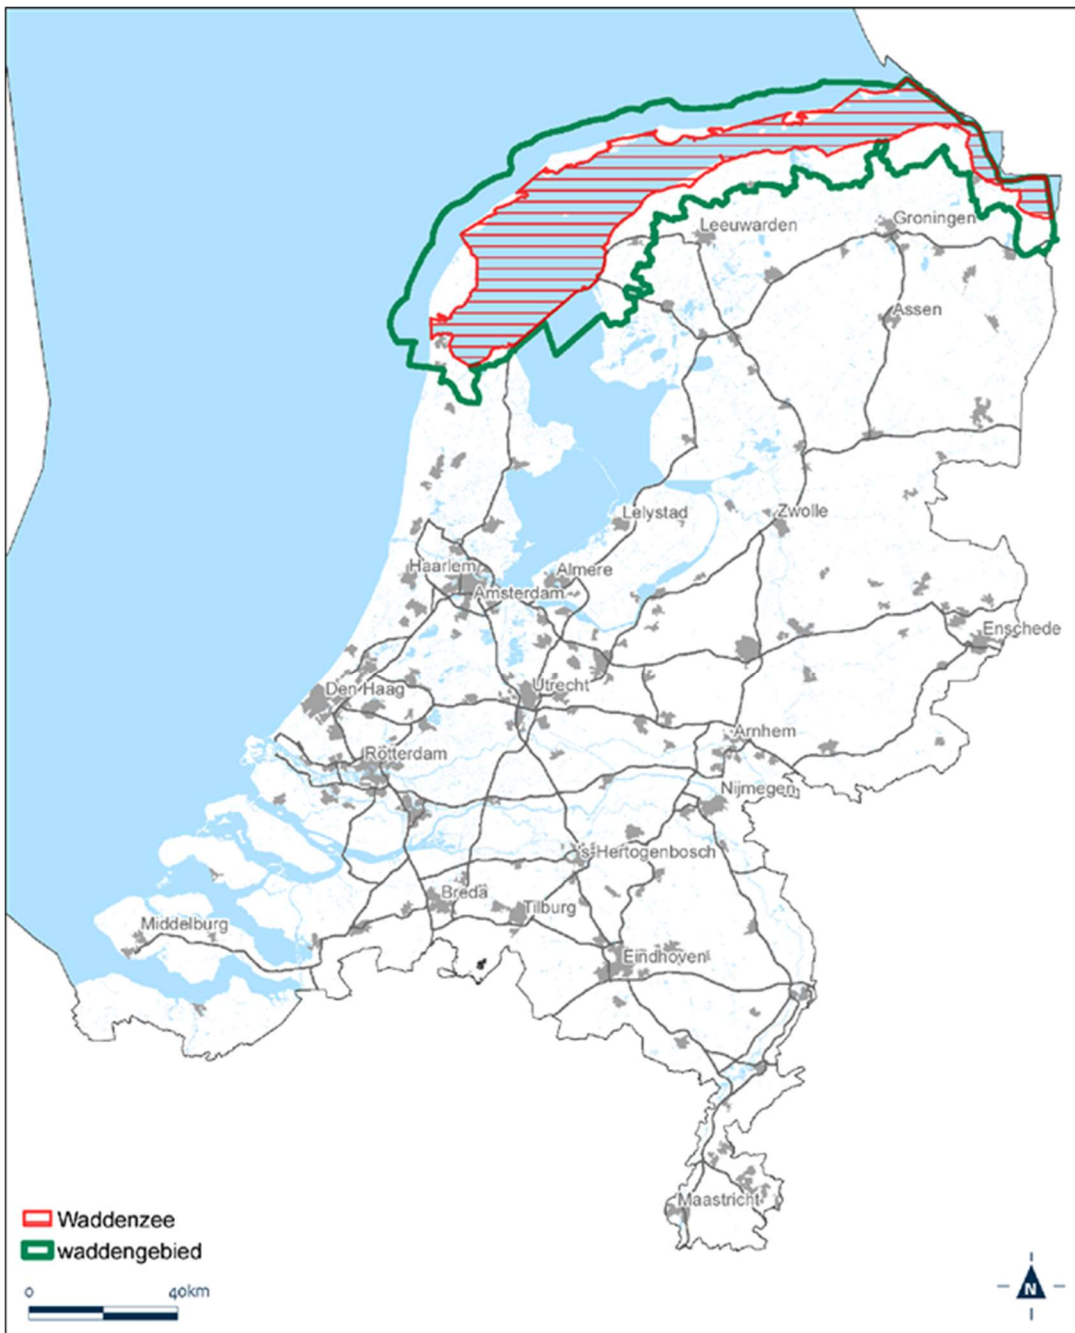 Leeuwarden
Groningen
Assen
Lelystad
Zwolle
Haarlem
Almere
Amsterdam
Enschede
Den Haag
Utrecht
Arnhem
Rotterdam
Nijmegen
's-Hertogenbosch
Breda
Tilburg
Middelburg
Eindhoven
Maastricht
Waddenzee
waddengebied
0 40km
N